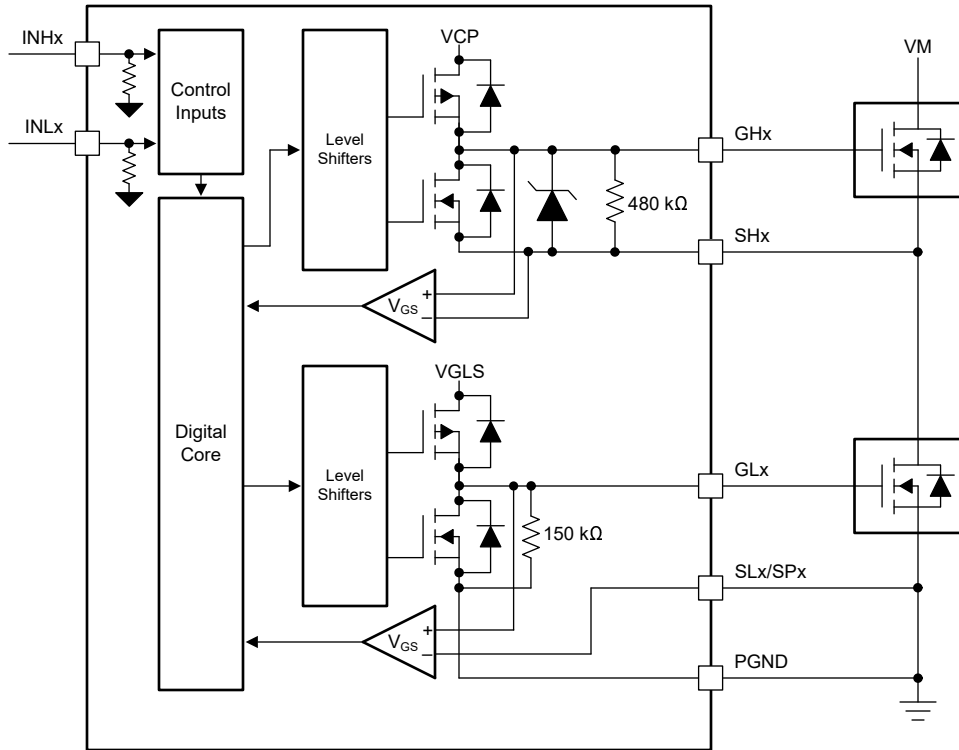 INHx
INLx
Control
Inputs
Digital
Core
Level
Shifters
VCP
VM
GHx
480 kΩ
SHx
VGS
+
−
VGLS
Level
Shifters
GLx
150 kΩ
SLx/SPx
VGS
+
−
PGND